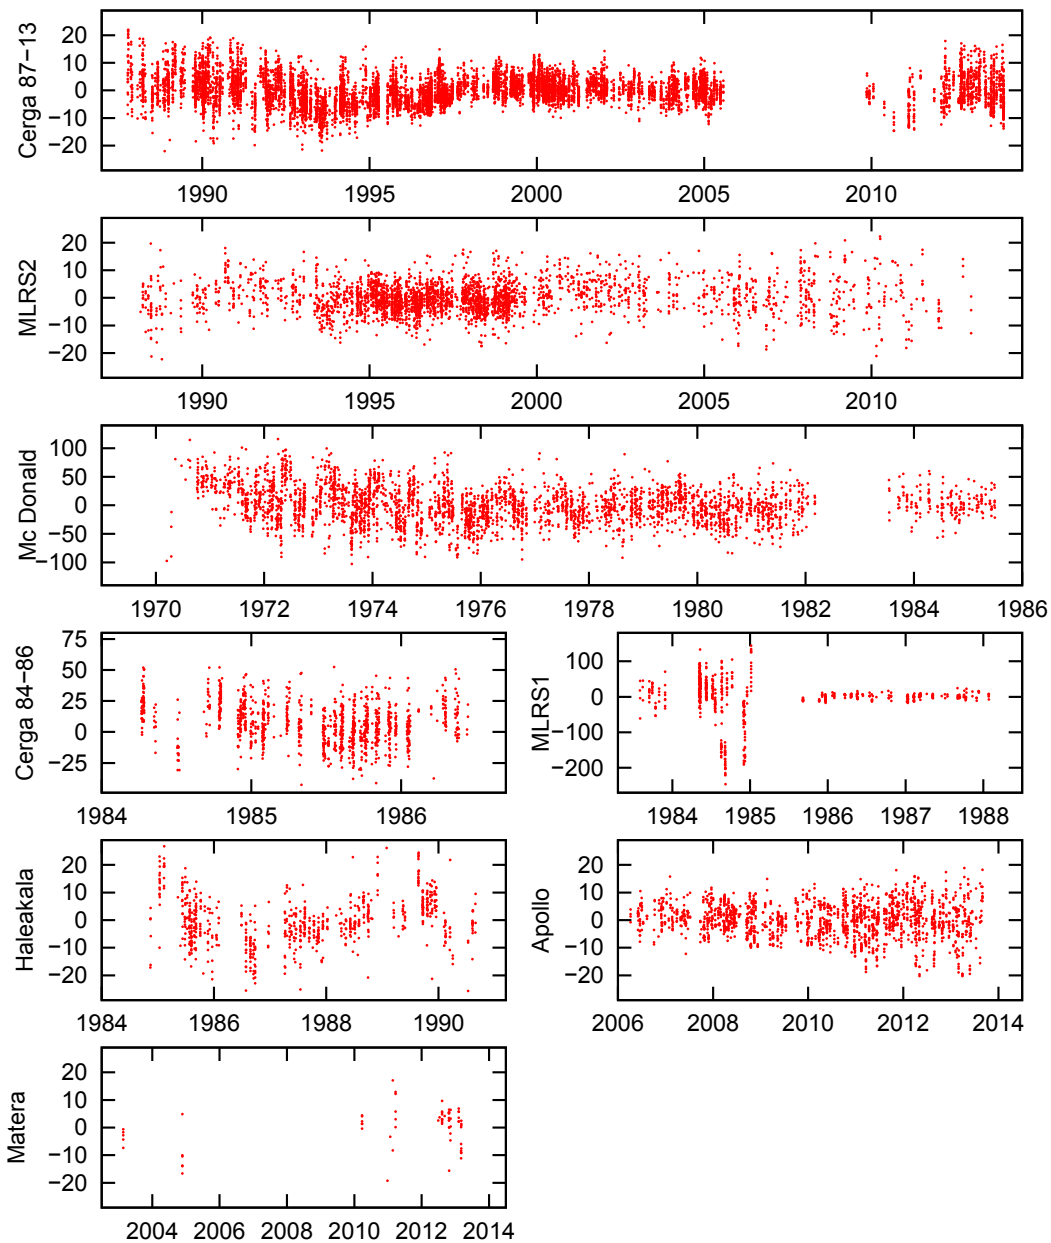 Cerga 87−13
20
10
0
−10
−20
1990 1995 2000 2005 2010
MLRS2
20
10
0
−10
−20
1990 1995 2000 2005 2010
Mc Donald
100
50
0
−50
−100
1970 1972 1974 1976 1978 1980 1982 1984 1986
Cerga 84−86
75
50
25
0
−25
1984 1985 1986
MLRS1
100
0
−100
−200
1984 1985 1986 1987 1988
Haleakala
20
10
0
−10
−20
1984 1986 1988 1990
Apollo
20
10
0
−10
−20
2006 2008 2010 2012 2014
Matera
20
10
0
−10
−20
2004 2006 2008 2010 2012 2014